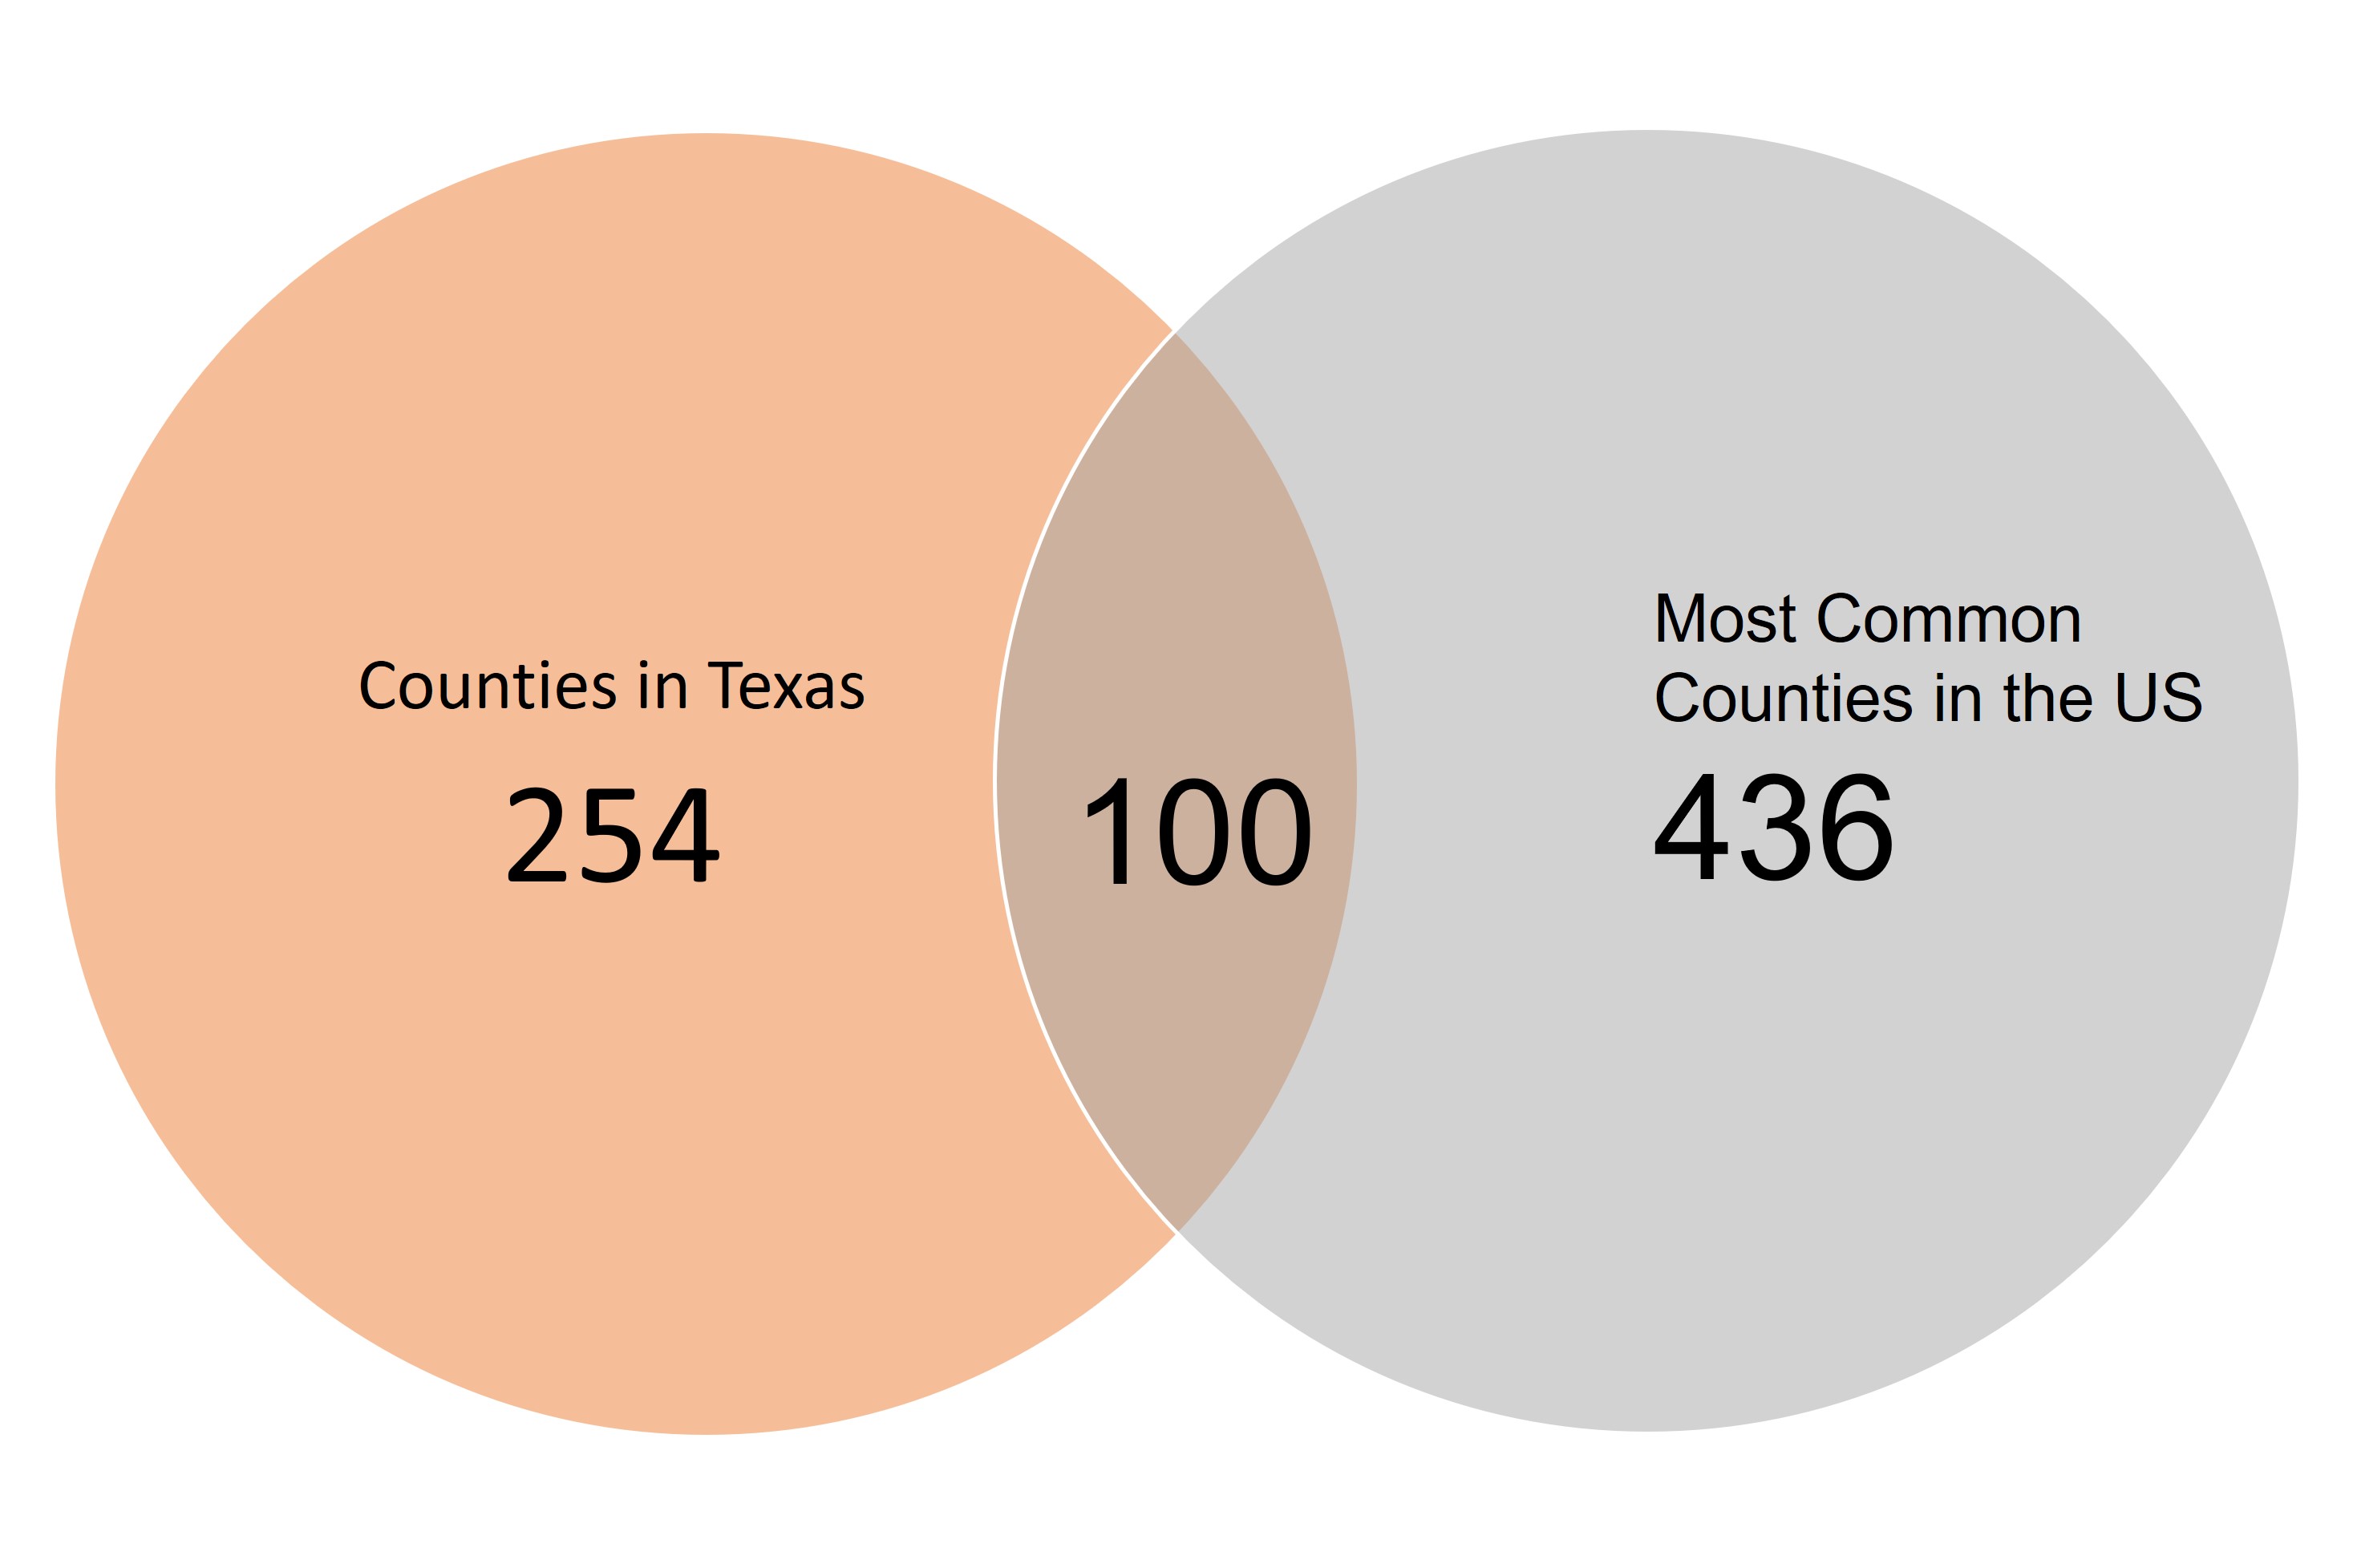 Counties in Texas
254
100
Most Common
Counties in the US
436